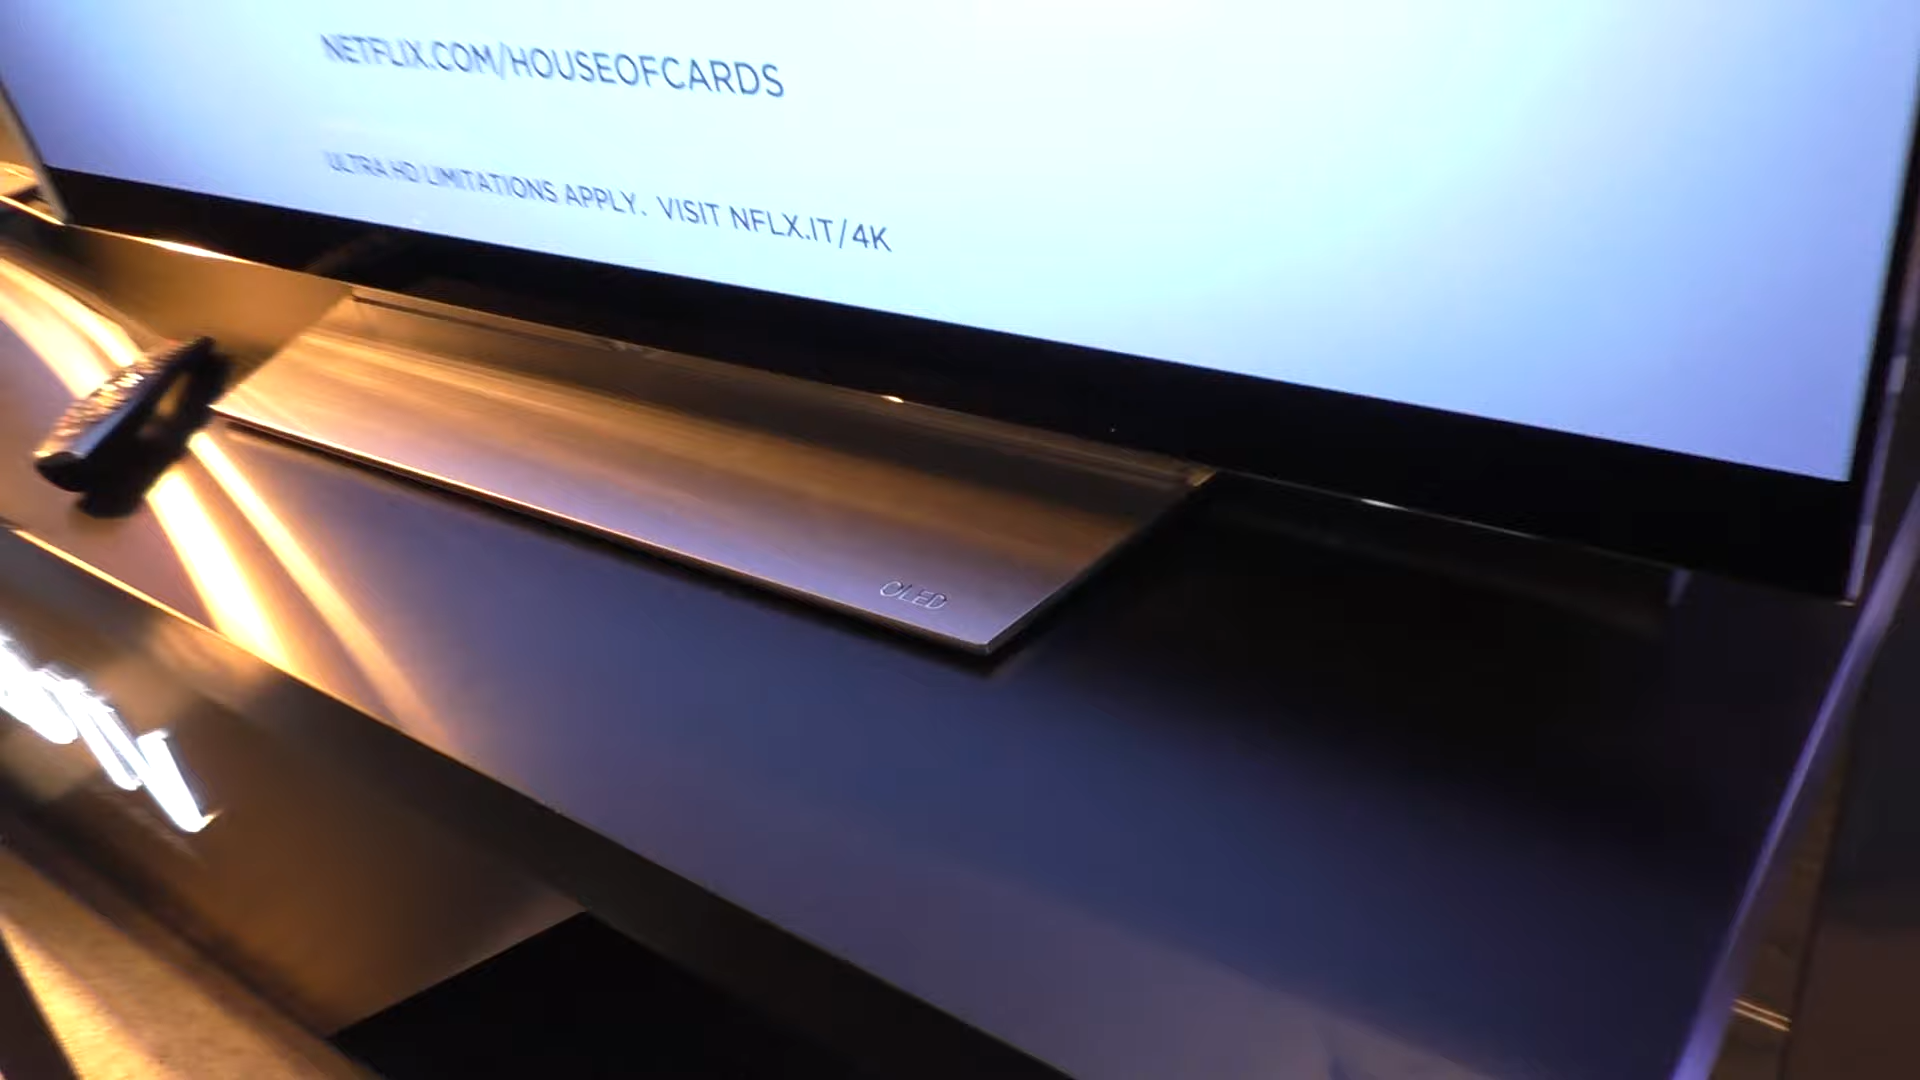 NETFLIX.COM/HOUSEOFCARDS
ULTRA HD LIMITATIONS APPLY. VISIT NFLX.IT/4K
OLED